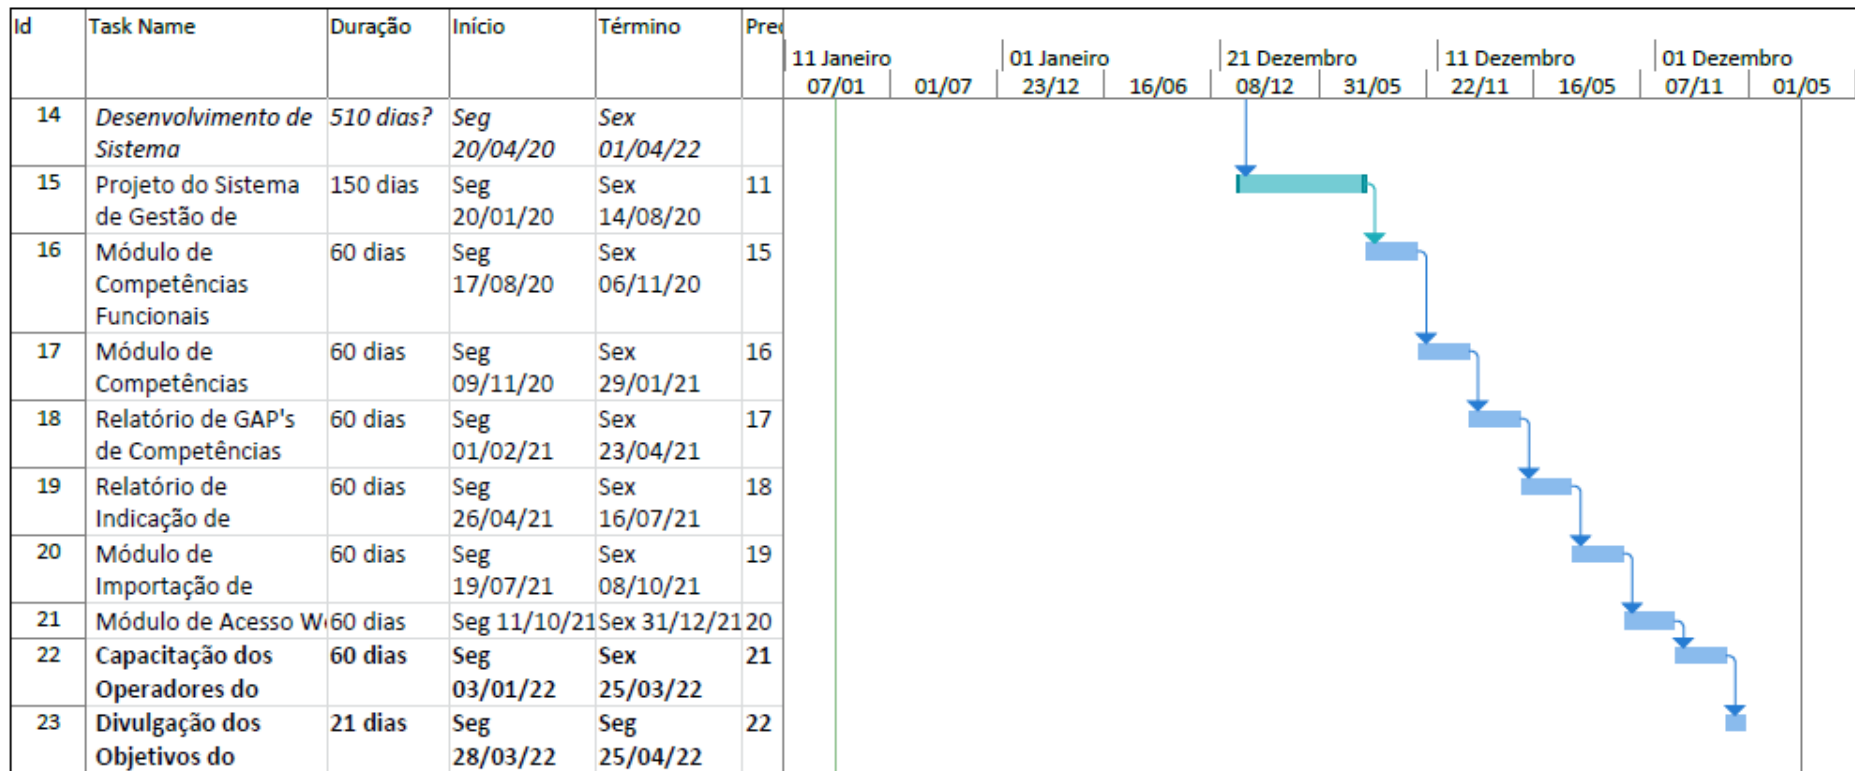 Id Task Name Duração Início Término Pre
11 Janeiro 01 Janeiro 21 Dezembro 11 Dezembro 01 Dezembro
07/01 01/07 23/12 16/06 08/12 31/05 22/11 16/05 07/11 01/05
14 Desenvolvimento de 510 dias? Seg Sex
Sistema 20/04/20 01/04/22
15 Projeto do Sistema 150 dias Seg Sex 11
de Gestão de 20/01/20 14/08/20
16 Módulo de 60 dias Seg Sex 15
Competências 17/08/20 06/11/20
Funcionais
17 Módulo de 60 dias Seg Sex 16
Competências 09/11/20 29/01/21
18 Relatório de GAP's 60 dias Seg Sex 17
de Competências 01/02/21 23/04/21
19 Relatório de 60 dias Seg Sex 18
Indicação de 26/04/21 16/07/21
20 Módulo de 60 dias Seg Sex 19
Importação de 19/07/21 08/10/21
21 Módulo de Acesso W 60 dias Seg 11/10/21 Sex 31/12/21 20
22 Capacitação dos 60 dias Seg Sex 21
Operadores do 03/01/22 25/03/22
23 Divulgação dos 21 dias Seg Seg 22
Objetivos do 28/03/22 25/04/22